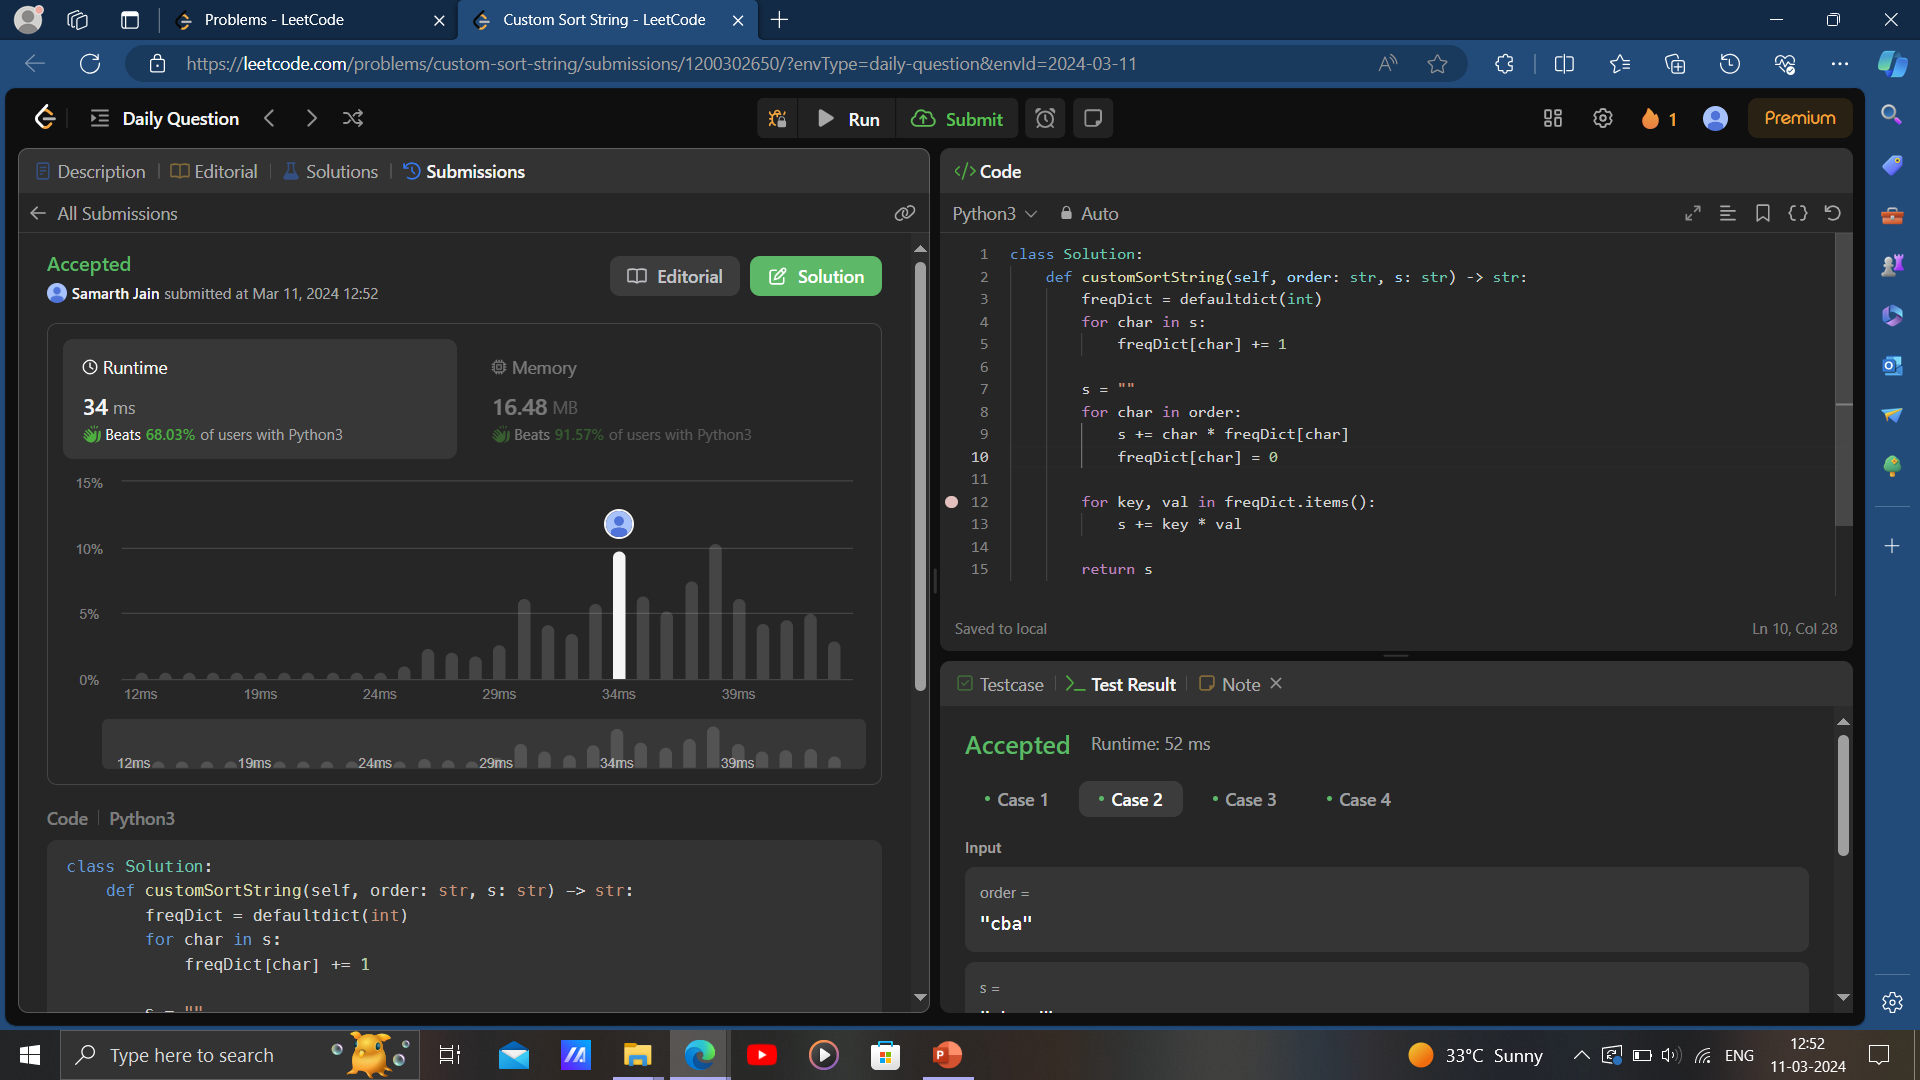 Problems - LeetCode
Custom Sort String - LeetCode
https://leetcode.com/problems/custom-sort-string/submissions/1200302650/?envType=daily-question&envId=2024-03-11
Daily Question
Run
Submit
1
Premium
Description
Editorial
Solutions
Submissions
All Submissions
Accepted
Samarth Jain submitted at Mar 11, 2024 12:52
Editorial
Solution
Runtime
34 ms
Beats 68.03% of users with Python3
Memory
16.48 MB
Beats 91.57% of users with Python3
15%
10%
5%
0%
12ms 19ms 24ms 29ms 34ms 39ms
12ms 19ms 24ms 29ms 34ms 39ms
Code | Python3
class Solution:
    def customSortString(self, order: str, s: str) -> str:
        freqDict = defaultdict(int)
        for char in s:
            freqDict[char] += 1
        s = ""
</> Code
Python3
Auto
1 class Solution:
2     def customSortString(self, order: str, s: str) -> str:
3         freqDict = defaultdict(int)
4         for char in s:
5             freqDict[char] += 1
6
7         s = ""
8         for char in order:
9             s += char * freqDict[char]
10             freqDict[char] = 0
11
12         for key, val in freqDict.items():
13             s += key * val
14
15         return s
Saved to local
Ln 10, Col 28
Testcase
Test Result
Note
Accepted
Runtime: 52 ms
Case 1
Case 2
Case 3
Case 4
Input
order =
"cba"
s =
Type here to search
33°C Sunny
ENG
12:52
11-03-2024